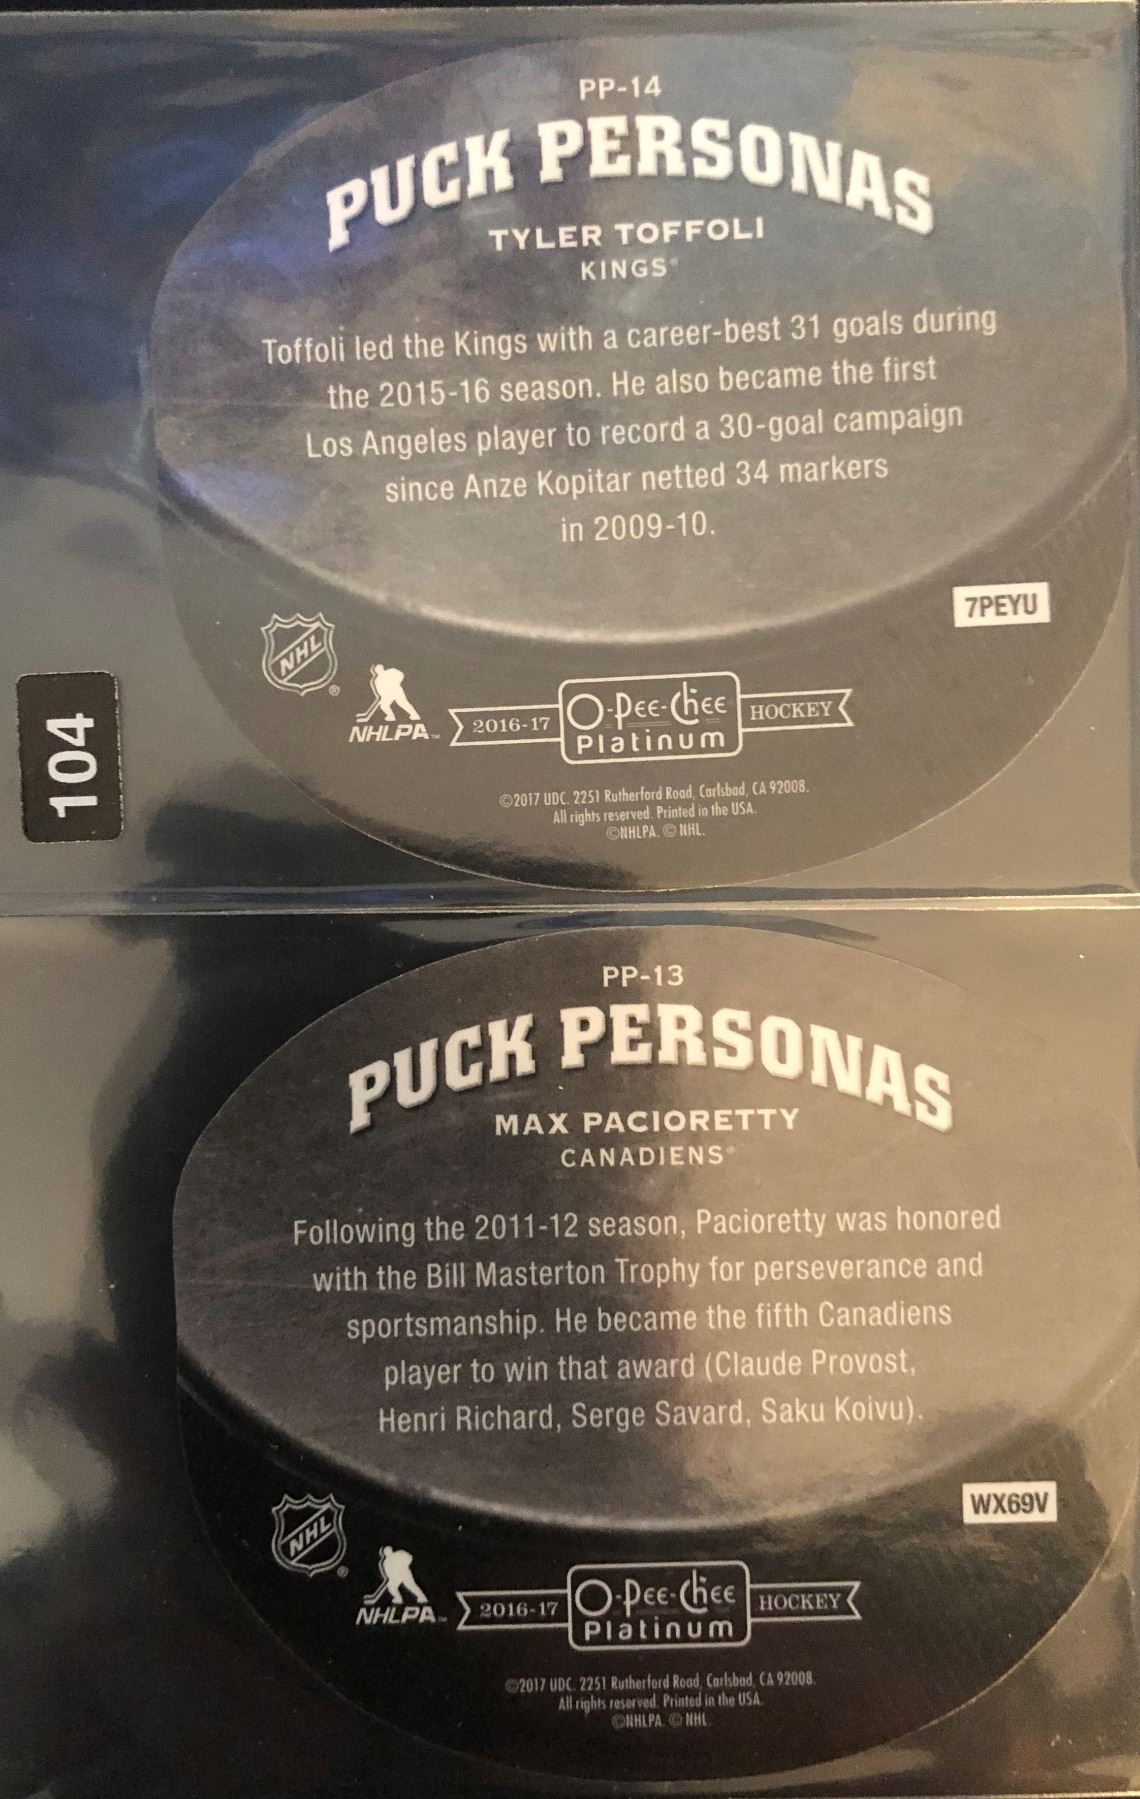 PP-14
PUCK PERSONAS
TYLER TOFFOLI
KINGS®
Toffoli led the Kings with a career-best 31 goals during
the 2015-16 season. He also became the first
Los Angeles player to record a 30-goal campaign
since Anze Kopitar netted 34 markers
in 2009-10.
7PEYU
NHL ®
NHLPA™
2016-17 O-Pee-Chee HOCKEY
Platinum
©2017 UDC. 2251 Rutherford Road, Carlsbad, CA 92008.
All rights reserved. Printed in the USA.
©NHLPA. © NHL.
104
PP-13
PUCK PERSONAS
MAX PACIORETTY
CANADIENS®
Following the 2011-12 season, Pacioretty was honored
with the Bill Masterton Trophy for perseverance and
sportsmanship. He became the fifth Canadiens
player to win that award (Claude Provost,
Henri Richard, Serge Savard, Saku Koivu).
WX69V
NHL ®
NHLPA™
2016-17 O-Pee-Chee HOCKEY
Platinum
©2017 UDC. 2251 Rutherford Road, Carlsbad, CA 92008.
All rights reserved. Printed in the USA.
©NHLPA. © NHL.